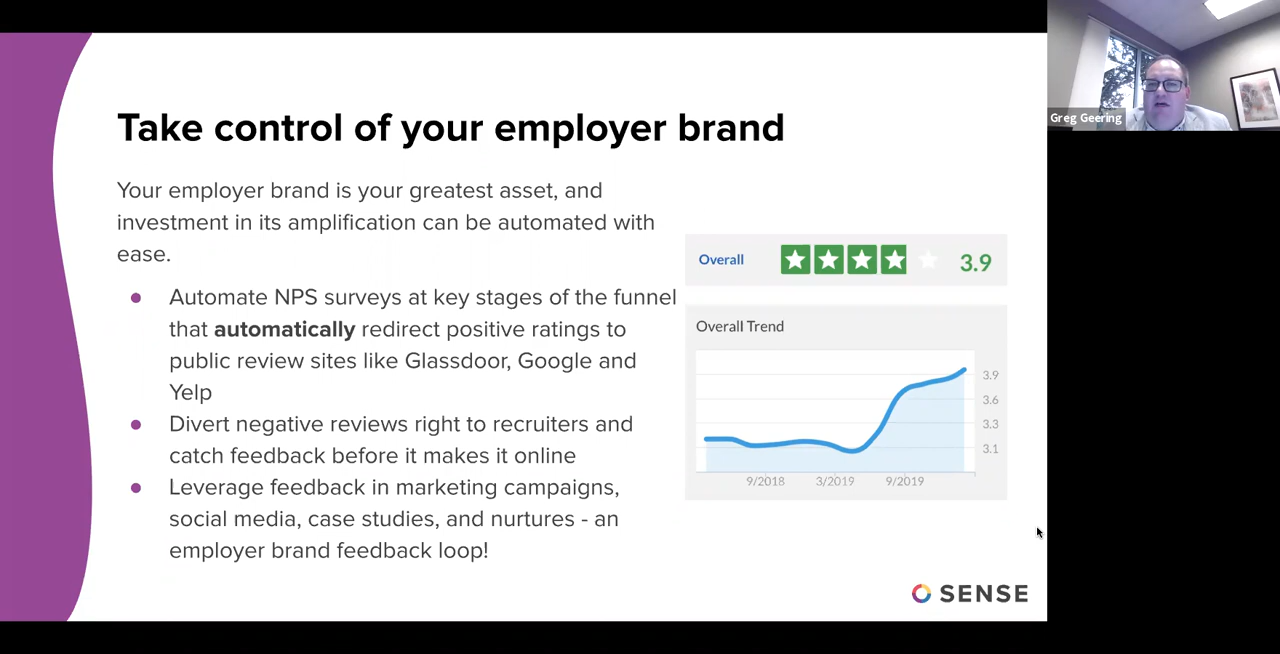 Take control of your employer brand
Your employer brand is your greatest asset, and
investment in its amplification can be automated with
ease.
● Automate NPS surveys at key stages of the funnel
that automatically redirect positive ratings to
public review sites like Glassdoor, Google and
Yelp
● Divert negative reviews right to recruiters and
catch feedback before it makes it online
● Leverage feedback in marketing campaigns,
social media, case studies, and nurtures - an
employer brand feedback loop!
Overall 3.9
Overall Trend
3.9
3.6
3.3
3.1
9/2018 3/2019 9/2019
SENSE
Greg Geering